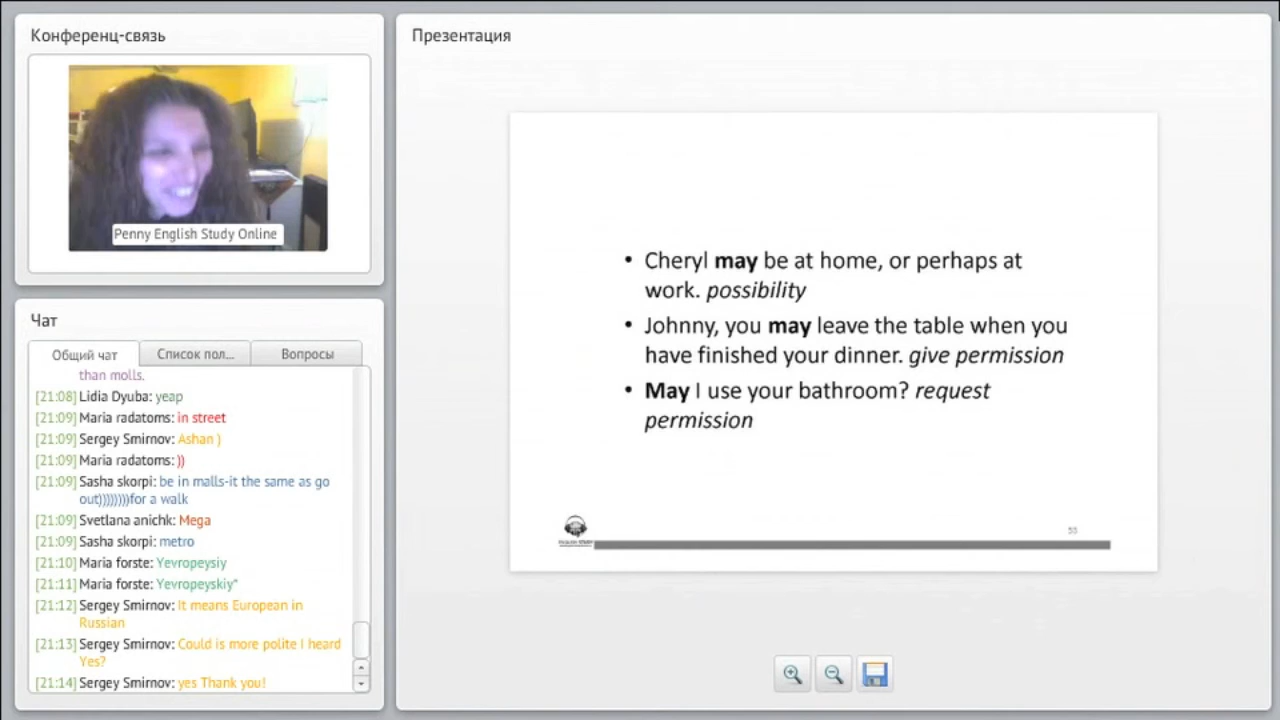 Конференц-связь
Penny English Study Online
Чат
Общий чат
Список пол...
Вопросы
than molls.
[21:08] Lidia Dyuba: yeap
[21:09] Maria radatoms: in street
[21:09] Sergey Smirnov: Ashan )
[21:09] Maria radatoms: ))
[21:09] Sasha skorpi: be in malls-it the same as go
out))))))))for a walk
[21:09] Svetlana anichk: Mega
[21:09] Sasha skorpi: metro
[21:10] Maria forste: Yevropeysiy
[21:11] Maria forste: Yevropeyskiy*
[21:12] Sergey Smirnov: It means European in
Russian
[21:13] Sergey Smirnov: Could is more polite I heard
Yes?
[21:14] Sergey Smirnov: yes Thank you!
Презентация
• Cheryl may be at home, or perhaps at
work. possibility
• Johnny, you may leave the table when you
have finished your dinner. give permission
• May I use your bathroom? request
permission
ENGLISH STUDY